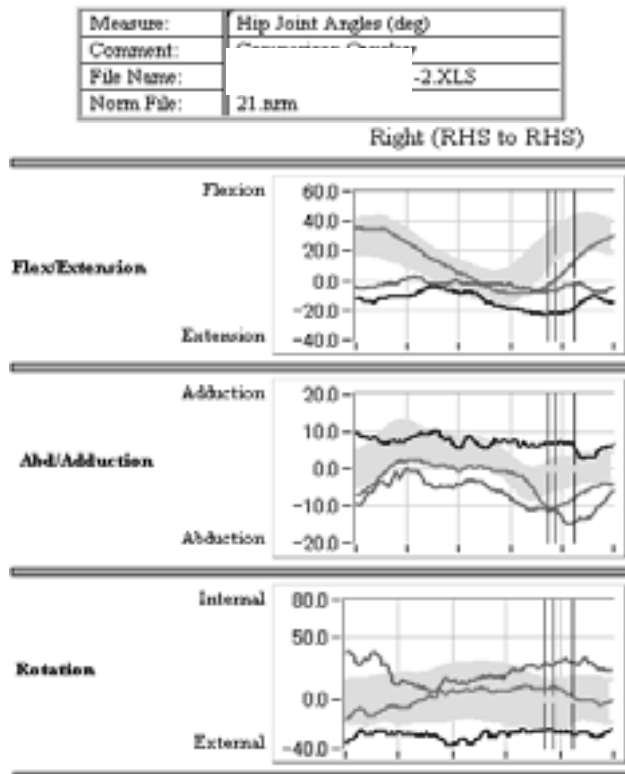 Measure: Hip Joint Angles (deg)
Comment:
File Name: -2.XLS
Norm File: 21.nrm
Right (RHS to RHS)
Flexion 60.0
40.0
20.0
Flex/Extension 0.0
-20.0
Extension -40.0
Adduction 20.0
10.0
Abd/Adduction 0.0
-10.0
Abduction -20.0
Internal 80.0
50.0
Rotation
0.0
External -40.0